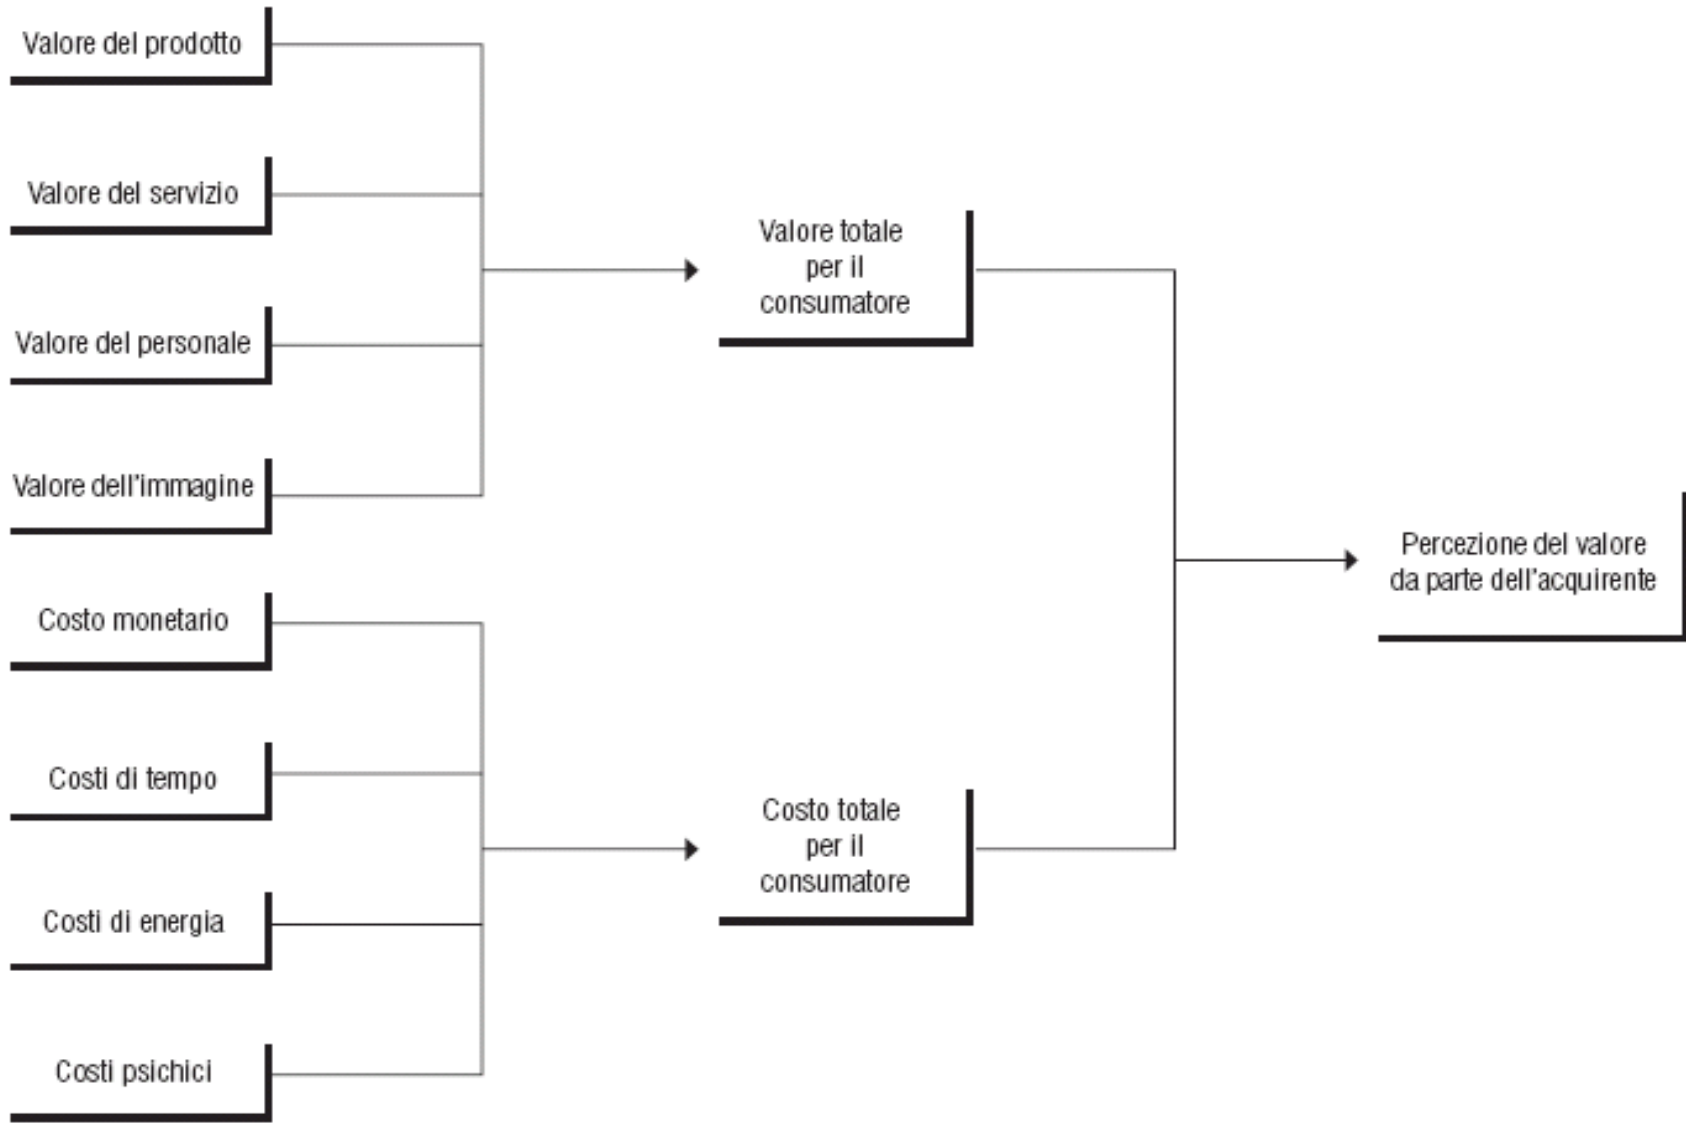 Valore del prodotto
Valore del servizio
Valore del personale
Valore dell'immagine
Costo monetario
Costi di tempo
Costi di energia
Costi psichici
Valore totale
per il
consumatore
Costo totale
per il
consumatore
Percezione del valore
da parte dell'acquirente